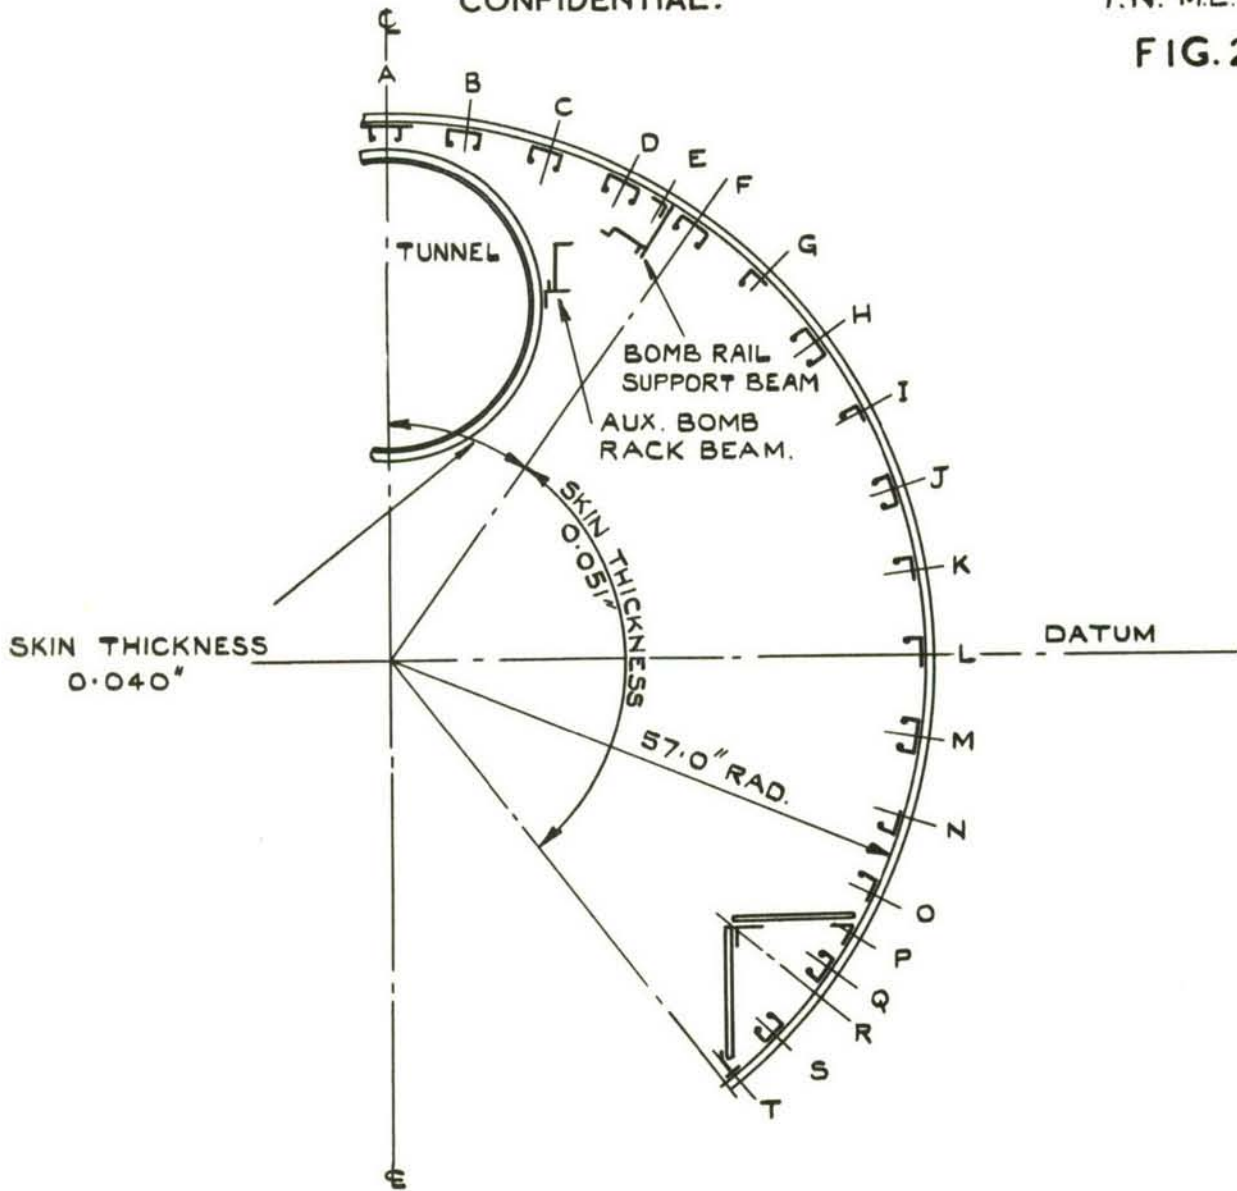 CONFIDENTIAL.
T.N. M.E.
FIG. 2
℄
A
B
C
D
E
F
G
H
I
J
K
L
M
N
O
P
Q
R
S
T
TUNNEL
BOMB RAIL
SUPPORT BEAM
AUX. BOMB
RACK BEAM.
SKIN THICKNESS
0·051"
SKIN THICKNESS
0·040"
DATUM
57.0" RAD.
℄